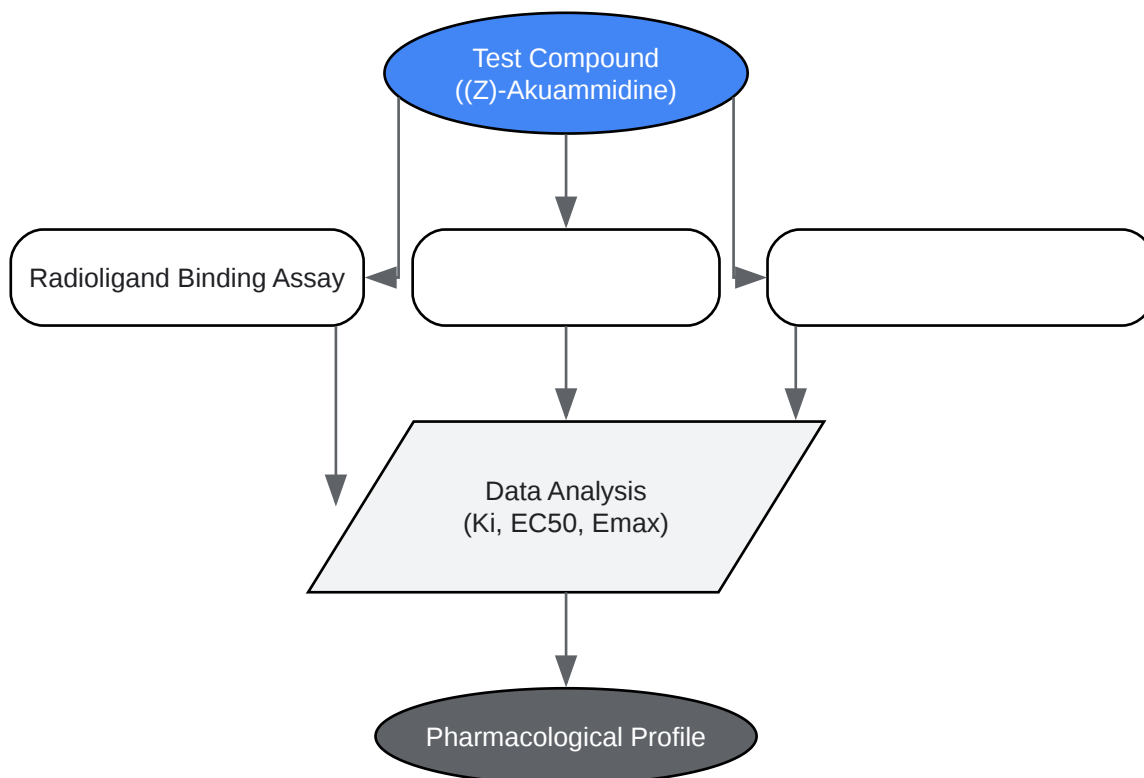 Test Compound
((Z)-Akuammidine)
Radioligand Binding Assay
Data Analysis
(Ki, EC50, Emax)
Pharmacological Profile